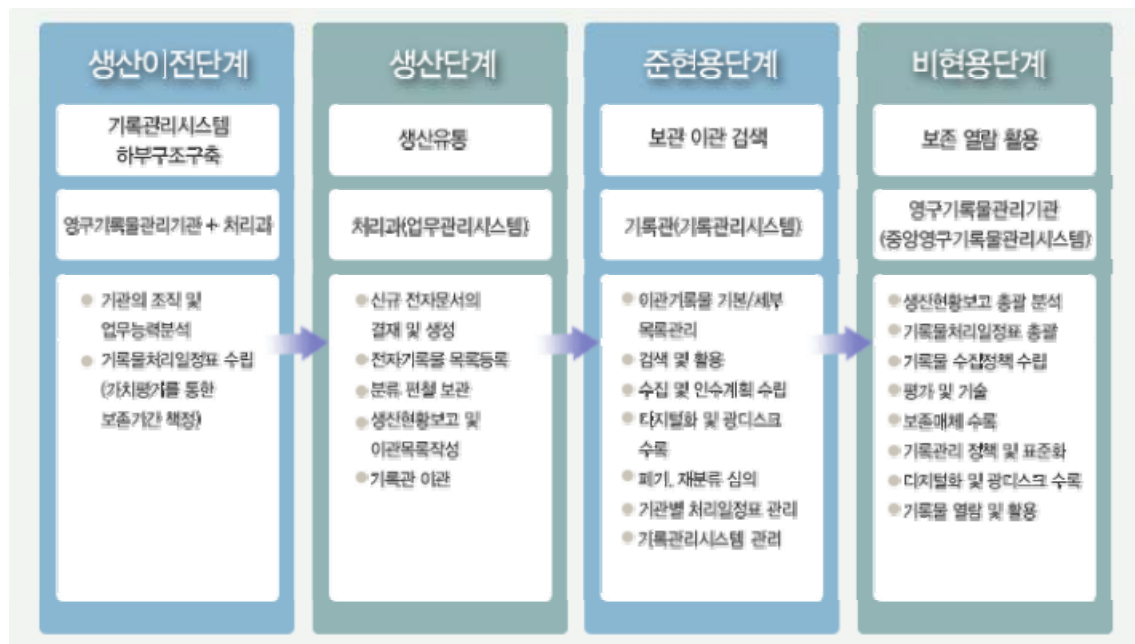 생산이전단계
기록관리시스템
하부구조구축
영구기록물관리기관 + 처리과
기관의 조직 및
업무능력분석
기록물처리일정표 수립
(가치평가를 통한
보존기간 책정)
생산단계
생산유통
처리과(업무관리시스템)
신규 전자문서의
결재 및 생성
전자기록물 목록등록
분류 편철 보관
생산현황보고 및
이관목록작성
기록관 이관
준현용단계
보관 이관 검색
기록관(기록관리시스템)
이관기록물 기본/세부
목록관리
검색 및 활용
수집 및 인수계획 수립
디지털화 및 광디스크
수록
폐기, 재분류 심의
기관별 처리일정표 관리
기록관리시스템 관리
비현용단계
보존 열람 활용
영구기록물관리기관
(중앙영구기록물관리시스템)
생산현황보고 총괄 분석
기록물처리일정표 총괄
기록물 수집정책 수립
평가 및 기술
보존매체 수록
기록관리 정책 및 표준화
디지털화 및 광디스크 수록
기록물 열람 및 활용